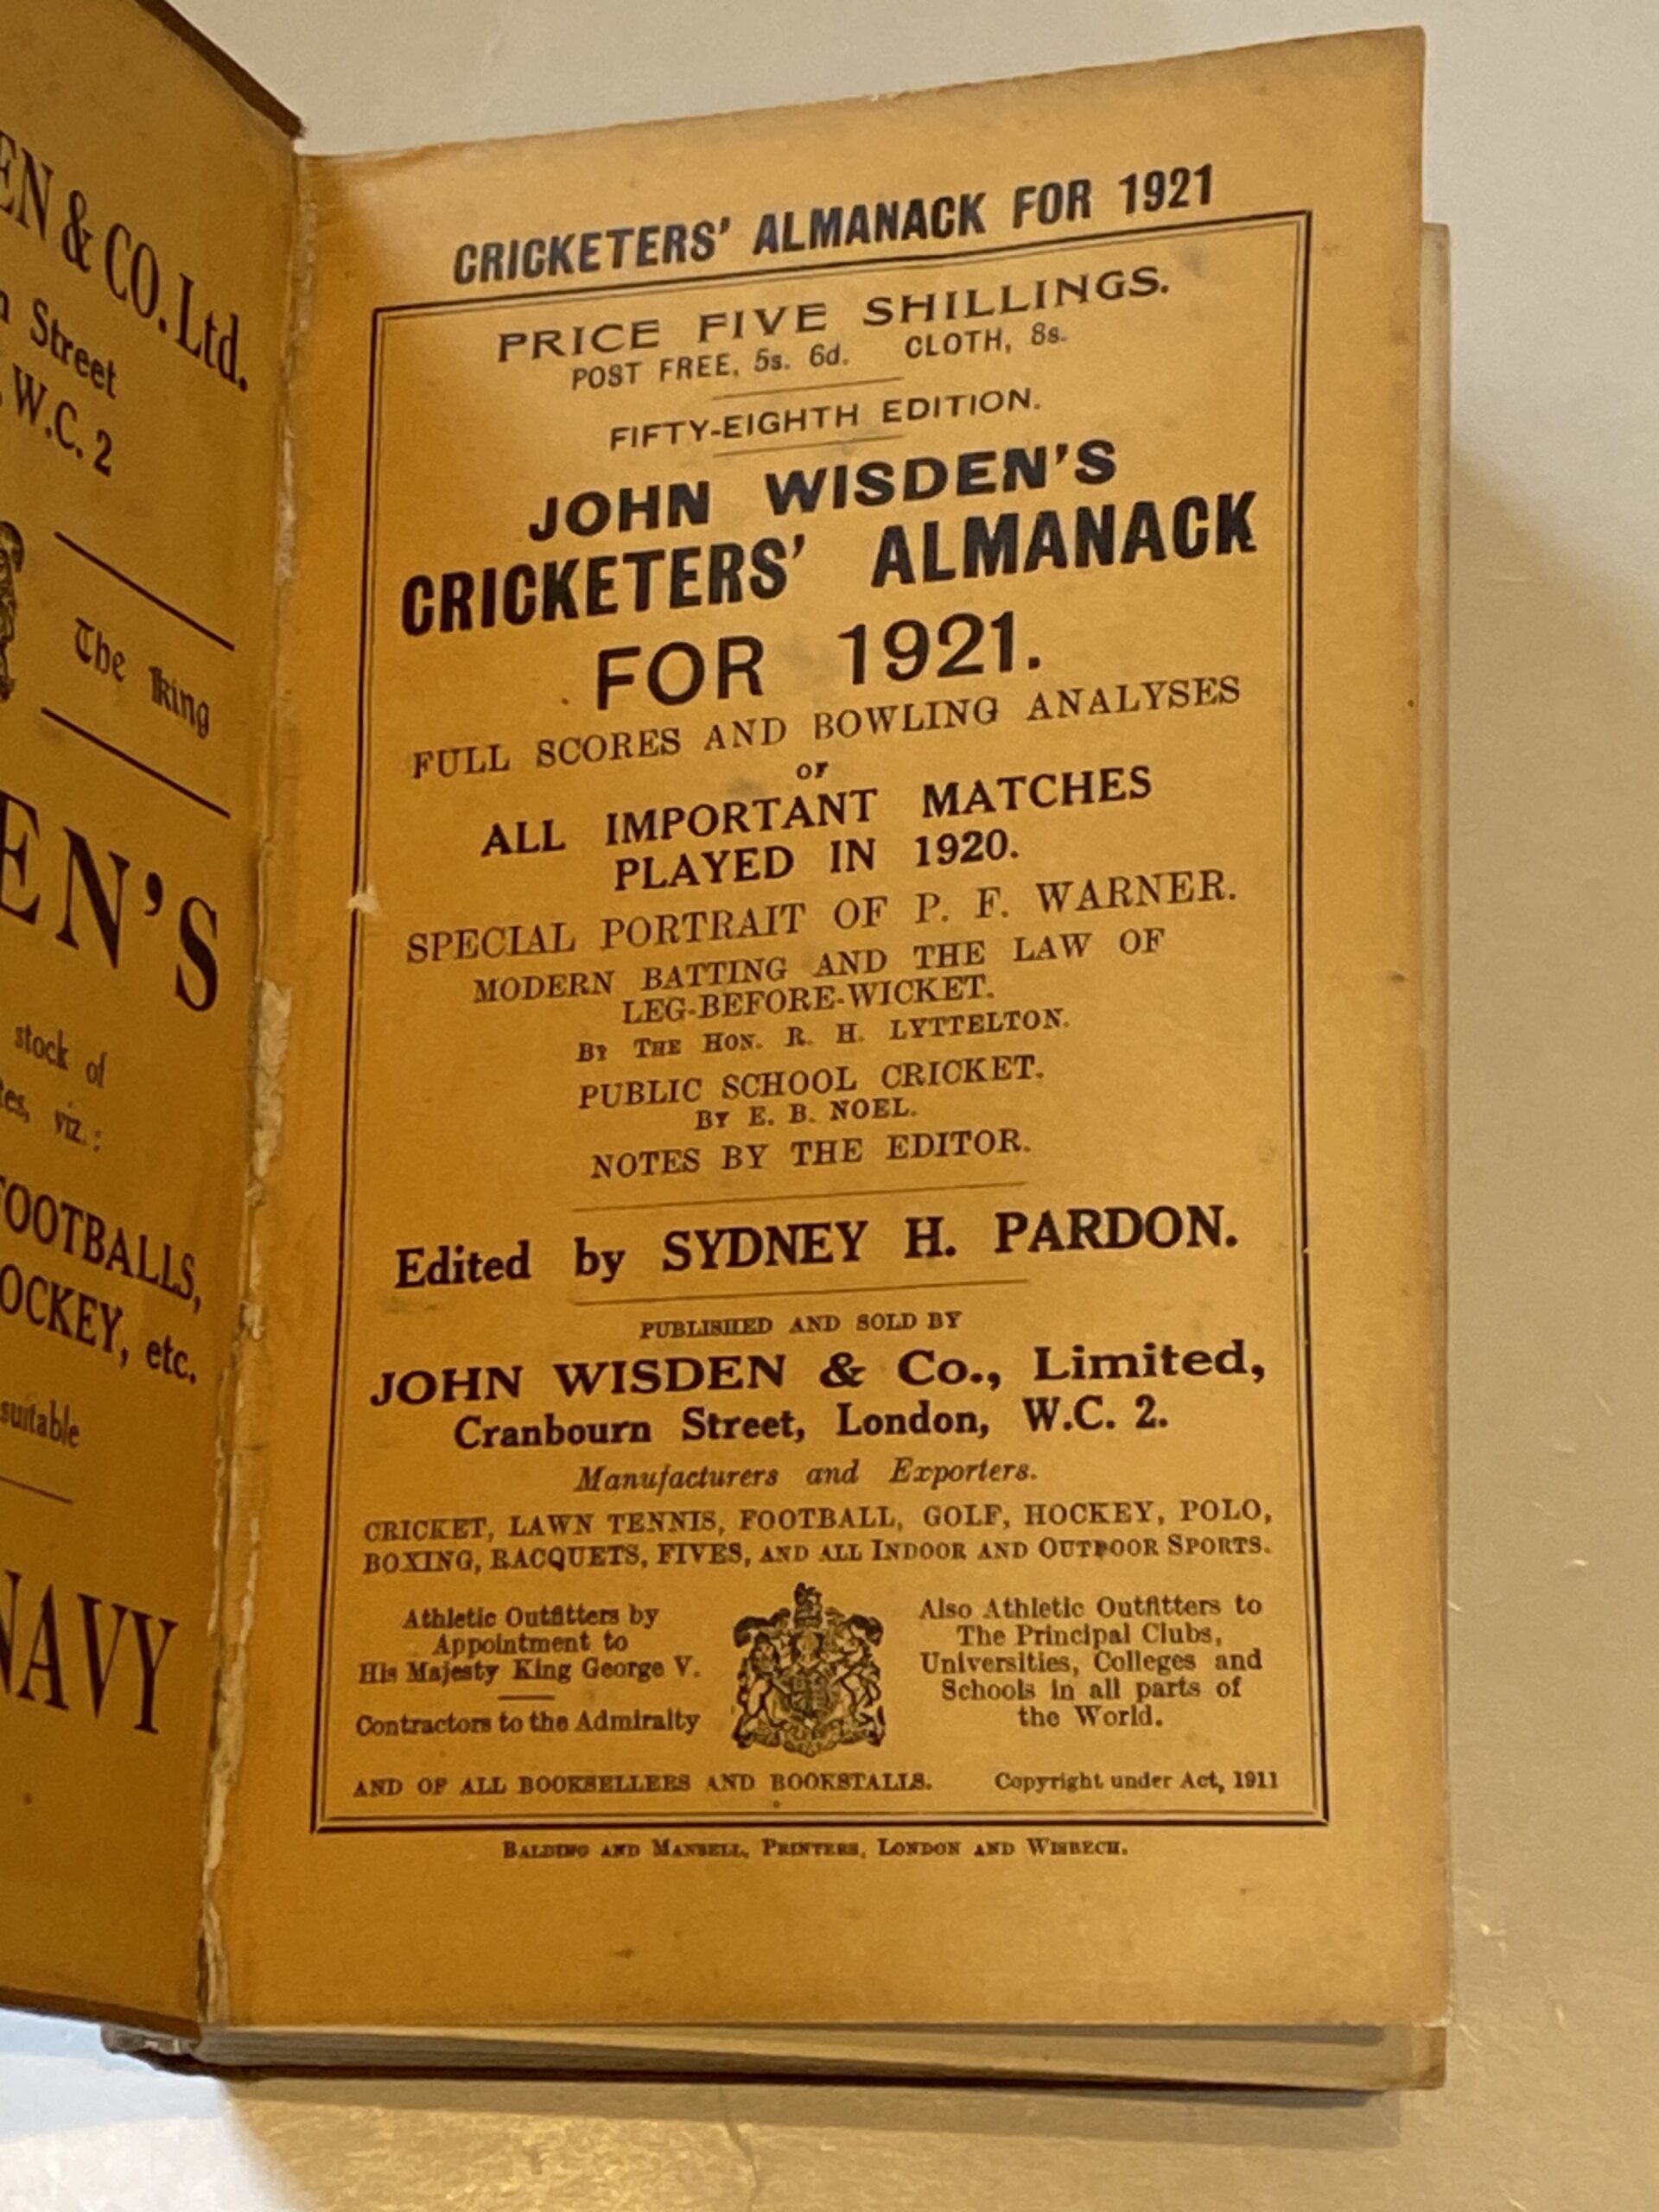 EN & CO. Ltd.
Street
W.C. 2
The King
EN'S
stock of
viz.:
FOOTBALLS,
OCKEY, etc.
suitable
NAVY
CRICKETERS' ALMANACK FOR 1921
PRICE FIVE SHILLINGS.
POST FREE, 5s. 6d. CLOTH, 8s.
FIFTY-EIGHTH EDITION.
JOHN WISDEN'S
CRICKETERS' ALMANACK
FOR 1921.
FULL SCORES AND BOWLING ANALYSES
OF
ALL IMPORTANT MATCHES
PLAYED IN 1920.
SPECIAL PORTRAIT OF P. F. WARNER.
MODERN BATTING AND THE LAW OF
LEG-BEFORE-WICKET.
BY THE HON. R. H. LYTTELTON.
PUBLIC SCHOOL CRICKET.
BY E. B. NOEL.
NOTES BY THE EDITOR.
Edited by SYDNEY H. PARDON.
PUBLISHED AND SOLD BY
JOHN WISDEN & Co., Limited,
Cranbourn Street, London, W.C. 2.
Manufacturers and Exporters.
CRICKET, LAWN TENNIS, FOOTBALL, GOLF, HOCKEY, POLO,
BOXING, RACQUETS, FIVES, AND ALL INDOOR AND OUTDOOR SPORTS.
Athletic Outfitters by
Appointment to
His Majesty King George V.
Contractors to the Admiralty
Also Athletic Outfitters to
The Principal Clubs,
Universities, Colleges and
Schools in all parts of
the World.
AND OF ALL BOOKSELLERS AND BOOKSTALLS. Copyright under Act, 1911
BALDING AND MANSELL, PRINTERS, LONDON AND WISBECH.